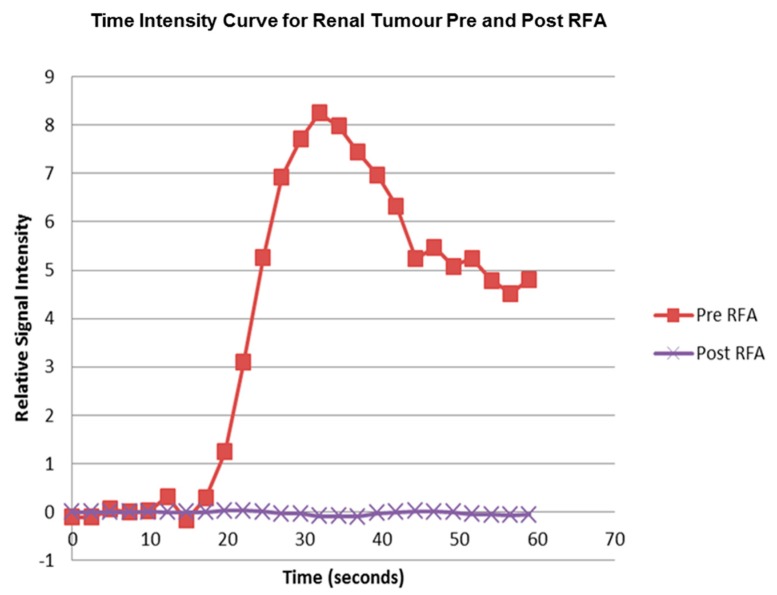 Time Intensity Curve for Renal Tumour Pre and Post RFA
9
8
7
6
5
4
3
2
1
0
-1
Relative Signal Intensity
0 10 20 30 40 50 60 70
Time (seconds)
Pre RFA
Post RFA